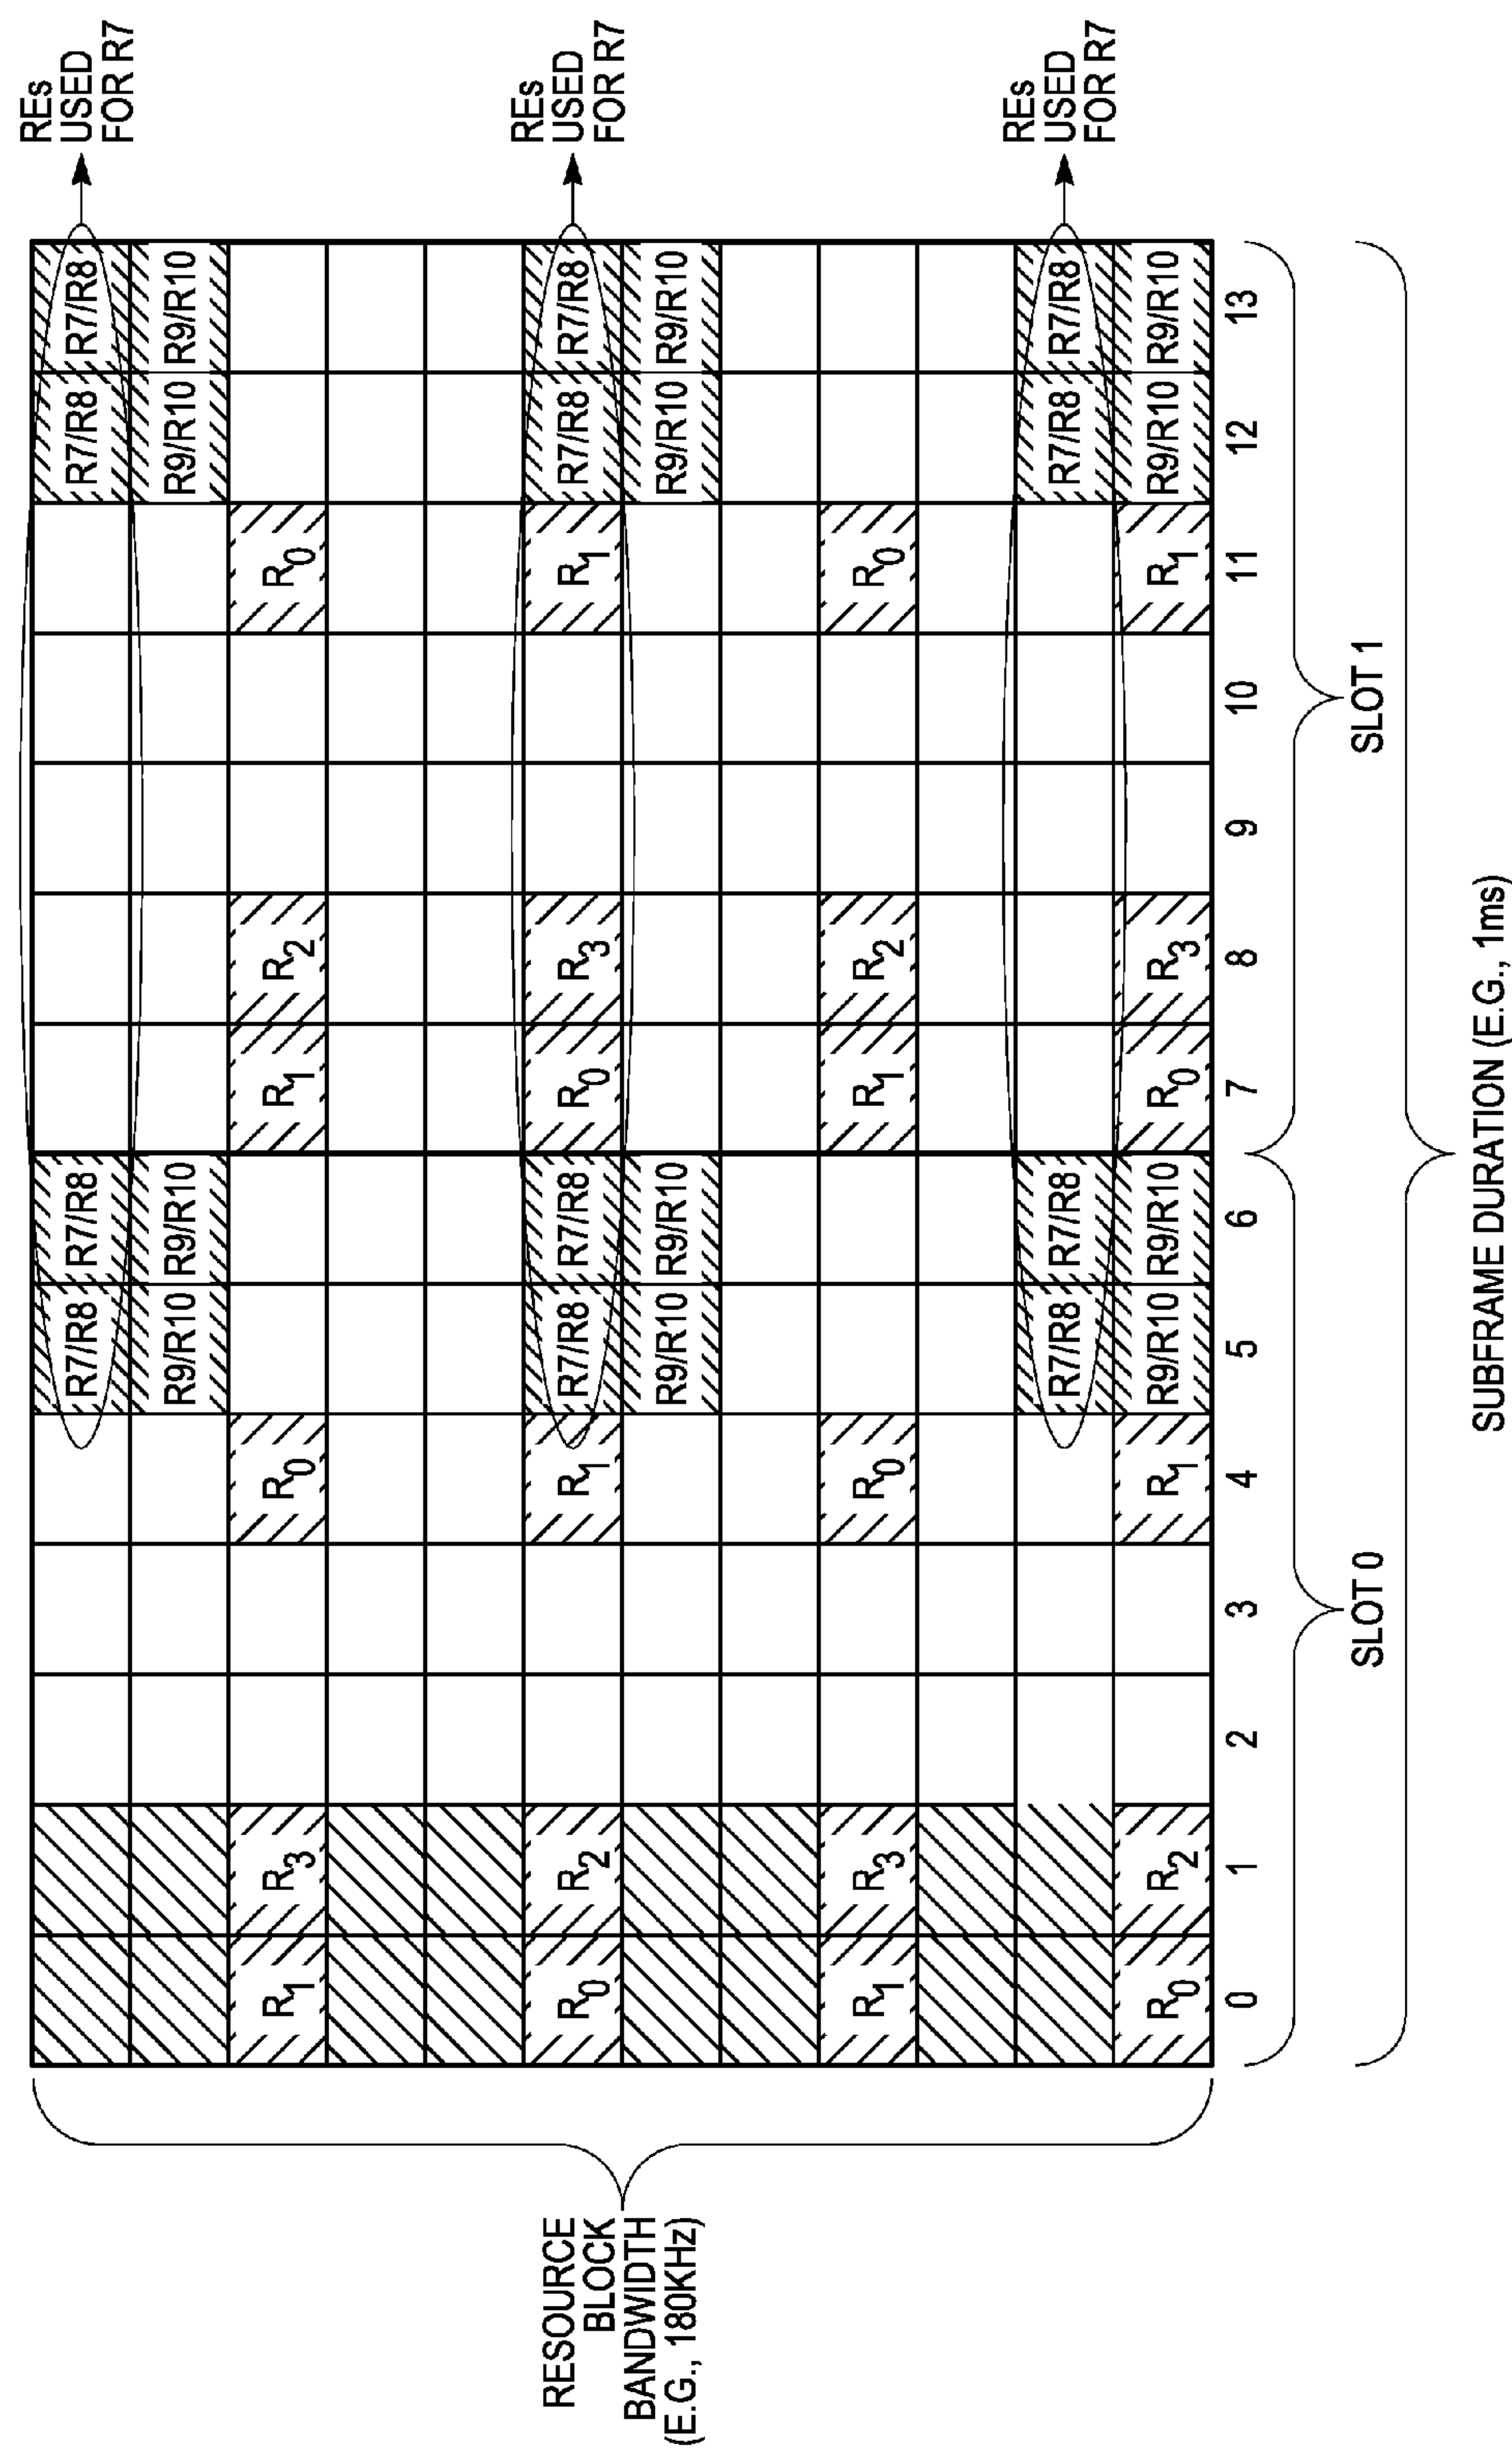 REs
USED
FOR R7
R7/R8 R7/R8 R7/R8 R7/R8
R9/R10 R9/R10 R9/R10 R9/R10
R1 R3 R0 R1 R2 R0
REs
USED
FOR R7
R0 R2 R1 R7/R8 R7/R8 R0 R3 R1 R7/R8 R7/R8
RESOURCE
BLOCK
BANDWIDTH
(E.G., 180KHz)
R9/R10 R9/R10 R9/R10 R9/R10
R1 R3 R0 R1 R2 R0
REs
USED
FOR R7
R7/R8 R7/R8 R7/R8 R7/R8
R0 R2 R1 R9/R10 R9/R10 R0 R3 R1 R9/R10 R9/R10
0 1 2 3 4 5 6 7 8 9 10 11 12 13
SLOT 0 SLOT 1
SUBFRAME DURATION (E.G., 1ms)